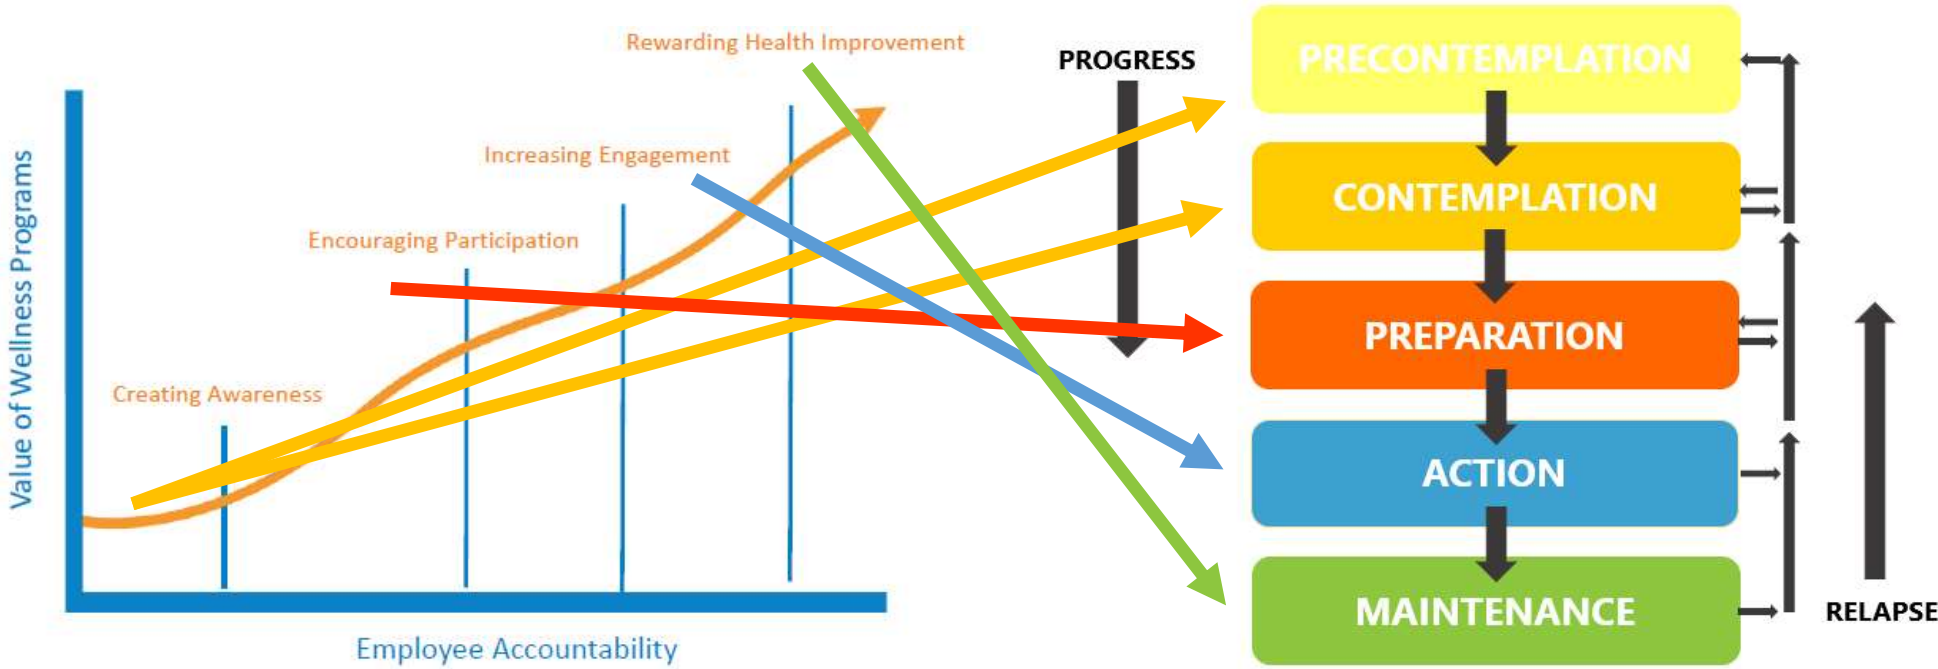 Rewarding Health Improvement
Increasing Engagement
Encouraging Participation
Creating Awareness
Value of Wellness Programs
Employee Accountability
PROGRESS
PRECONTEMPLATION
CONTEMPLATION
PREPARATION
ACTION
MAINTENANCE
RELAPSE